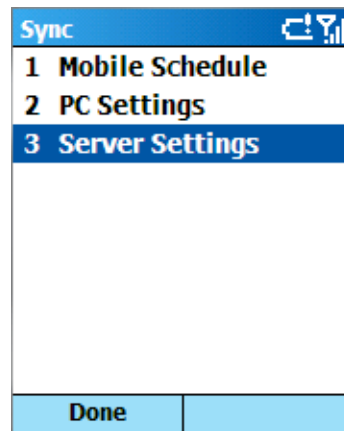 Sync
1 Mobile Schedule
2 PC Settings
3 Server Settings
Done